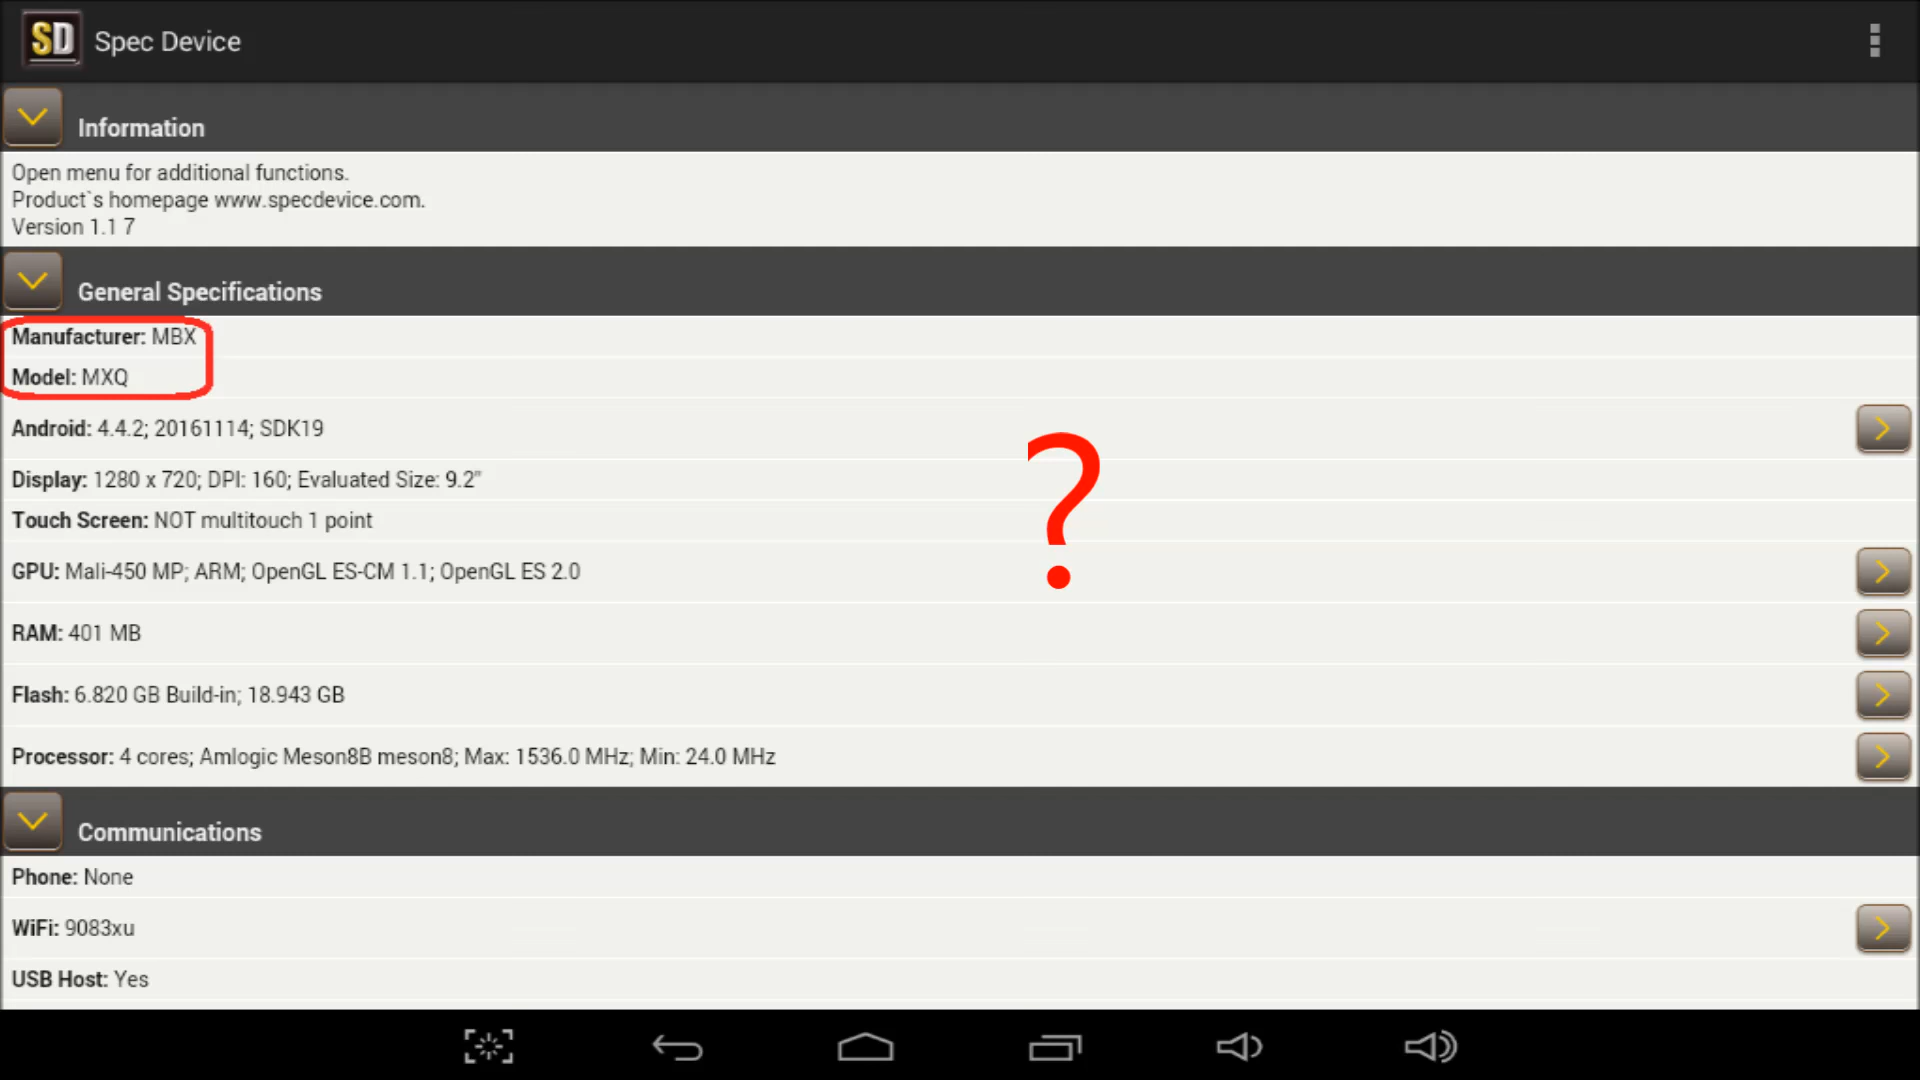 SD Spec Device
Information
Open menu for additional functions.
Product`s homepage www.specdevice.com.
Version 1.1 7
General Specifications
Manufacturer: MBX
Model: MXQ
Android: 4.4.2; 20161114; SDK19
Display: 1280 x 720; DPI: 160; Evaluated Size: 9.2"
Touch Screen: NOT multitouch 1 point
?
GPU: Mali-450 MP; ARM; OpenGL ES-CM 1.1; OpenGL ES 2.0
RAM: 401 MB
Flash: 6.820 GB Build-in; 18.943 GB
Processor: 4 cores; Amlogic Meson8B meson8; Max: 1536.0 MHz; Min: 24.0 MHz
Communications
Phone: None
WiFi: 9083xu
USB Host: Yes